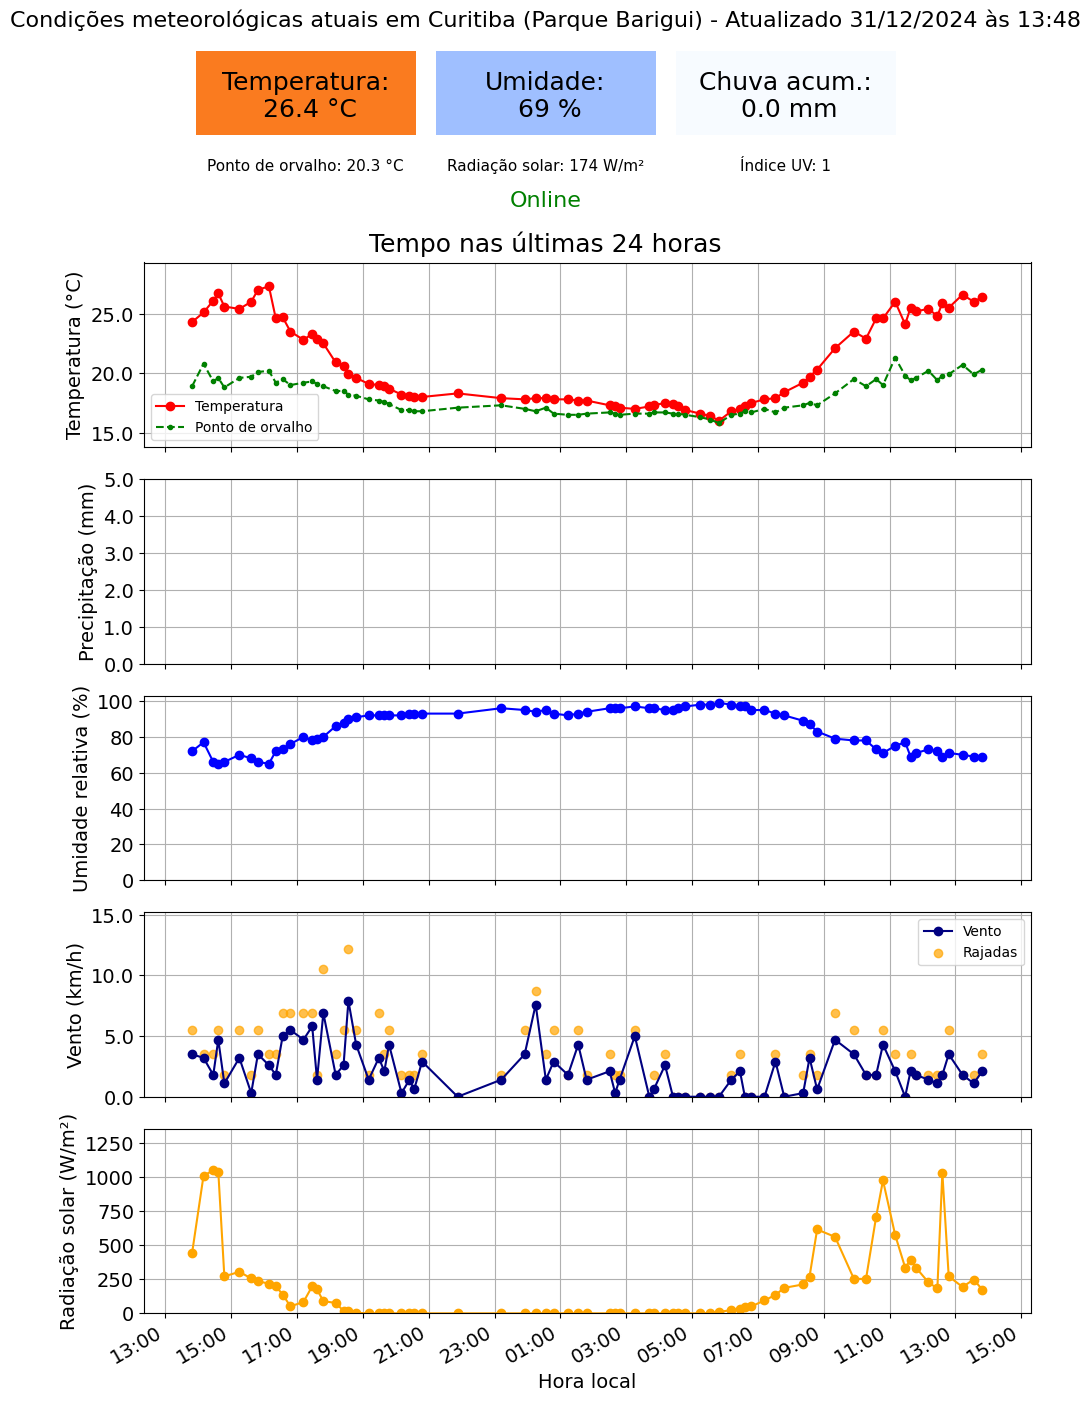 Condições meteorológicas atuais em Curitiba (Parque Barigui) - Atualizado 31/12/2024 às 13:48
Temperatura:
26.4 °C
Umidade:
69 %
Chuva acum.:
0.0 mm
Ponto de orvalho: 20.3 °C
Radiação solar: 174 W/m²
Índice UV: 1
Online
Tempo nas últimas 24 horas
Temperatura (°C)
25.0
20.0
15.0
Temperatura
Ponto de orvalho
Precipitação (mm)
5.0
4.0
3.0
2.0
1.0
0.0
Umidade relativa (%)
100
80
60
40
20
0
Vento (km/h)
15.0
10.0
5.0
0.0
Vento
Rajadas
Radiação solar (W/m²)
1250
1000
750
500
250
0
13:00
15:00
17:00
19:00
21:00
23:00
01:00
03:00
05:00
07:00
09:00
11:00
13:00
15:00
Hora local